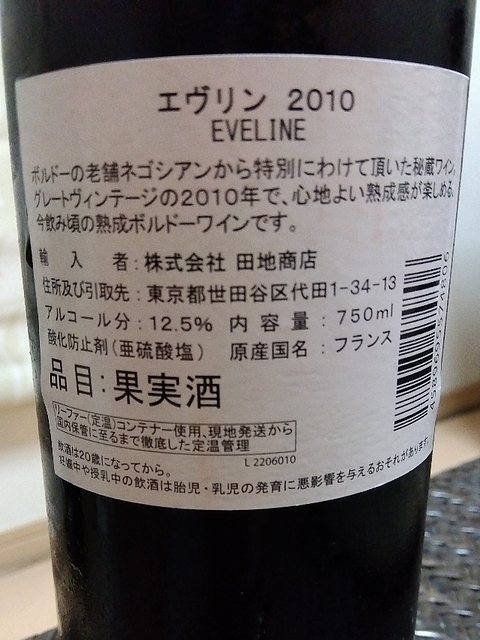 エヴリン 2010
EVELINE
ボルドーの老舗ネゴシアンから特別にわけて頂いた秘蔵ワイン。
グレートヴィンテージの2010年で、心地よい熟成感が楽しめる、
今飲み頃の熟成ボルドーワインです。
輸入者:株式会社 田地商店
住所及び引取先:東京都世田谷区代田1-34-13
アルコール分:12.5% 内容量:750ml
酸化防止剤(亜硫酸塩) 原産国名:フランス
品目:果実酒
リーファー(定温)コンテナー使用、現地発送から
国内保管に至るまで徹底した定温管理
L 2206010
飲酒は20歳になってから。
妊娠中や授乳中の飲酒は胎児・乳児の発育に悪影響を与えるおそれがあります。